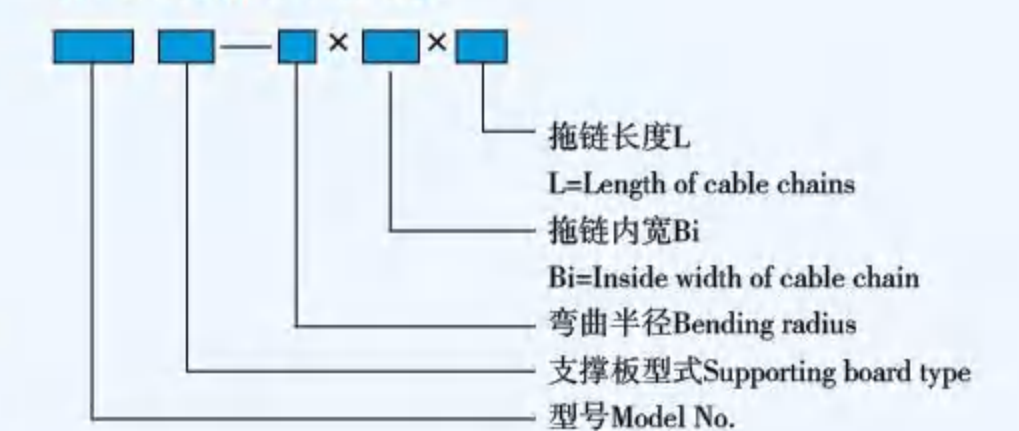 — × ×
拖链长度L
L=Length of cable chains
拖链内宽Bi
Bi=Inside width of cable chain
弯曲半径Bending radius
支撑板型式Supporting board type
型号Model No.